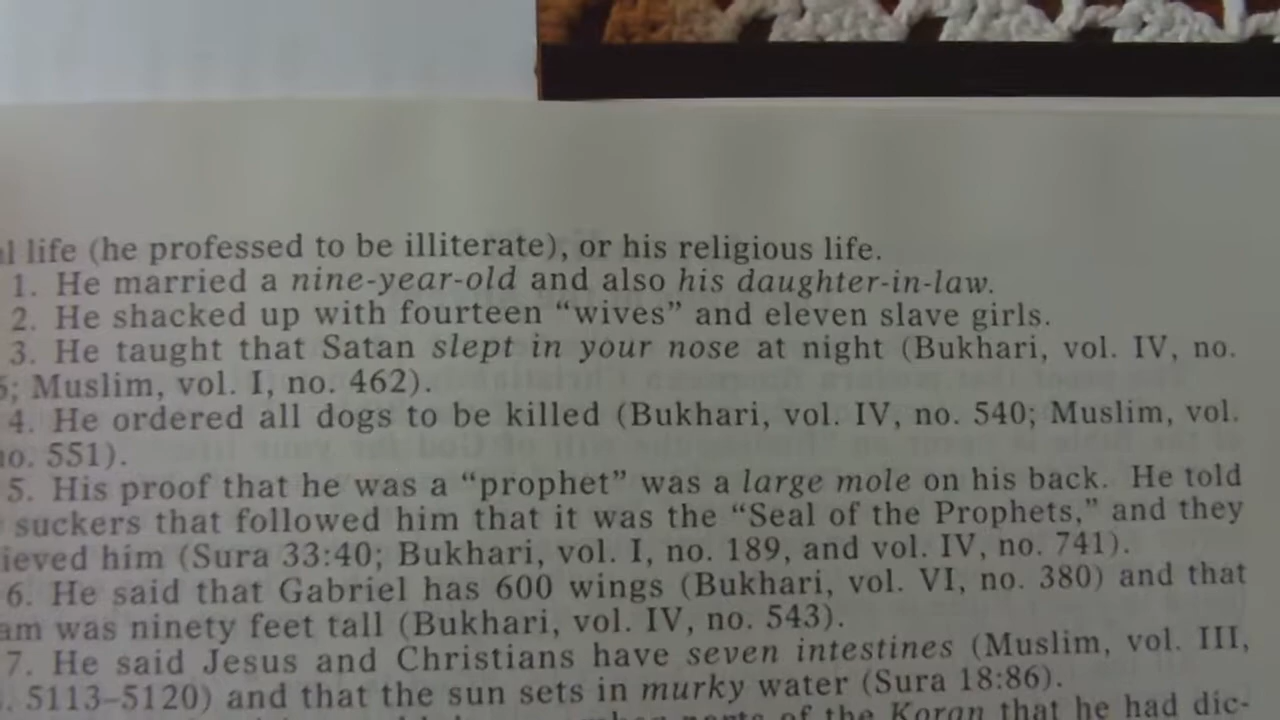 life (he professed to be illiterate), or his religious life.
1. He married a nine-year-old and also his daughter-in-law.
2. He shacked up with fourteen “wives” and eleven slave girls.
3. He taught that Satan slept in your nose at night (Bukhari, vol. IV, no.
; Muslim, vol. I, no. 462).
4. He ordered all dogs to be killed (Bukhari, vol. IV, no. 540; Muslim, vol.
no. 551).
5. His proof that he was a “prophet” was a large mole on his back. He told
suckers that followed him that it was the “Seal of the Prophets,” and they
ieved him (Sura 33:40; Bukhari, vol. I, no. 189, and vol. IV, no. 741).
6. He said that Gabriel has 600 wings (Bukhari, vol. VI, no. 380) and that
am was ninety feet tall (Bukhari, vol. IV, no. 543).
7. He said Jesus and Christians have seven intestines (Muslim, vol. III,
. 5113–5120) and that the sun sets in murky water (Sura 18:86).
of the Koran that he had dic-